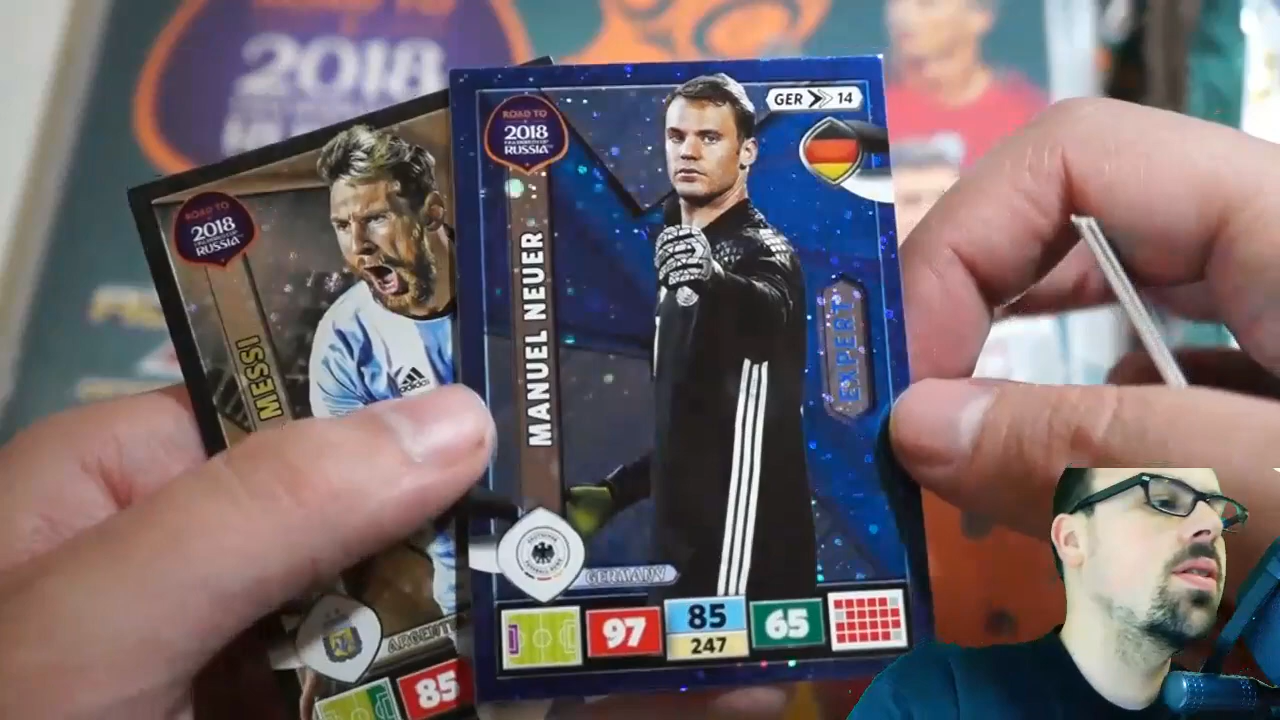 2018
ROAD TO
2018
RUSSIA
MESSI
adidas
85
ROAD TO
2018
RUSSIA
GER 14
MANUEL NEUER
EXPERT
GERMANY
97
85
247
65